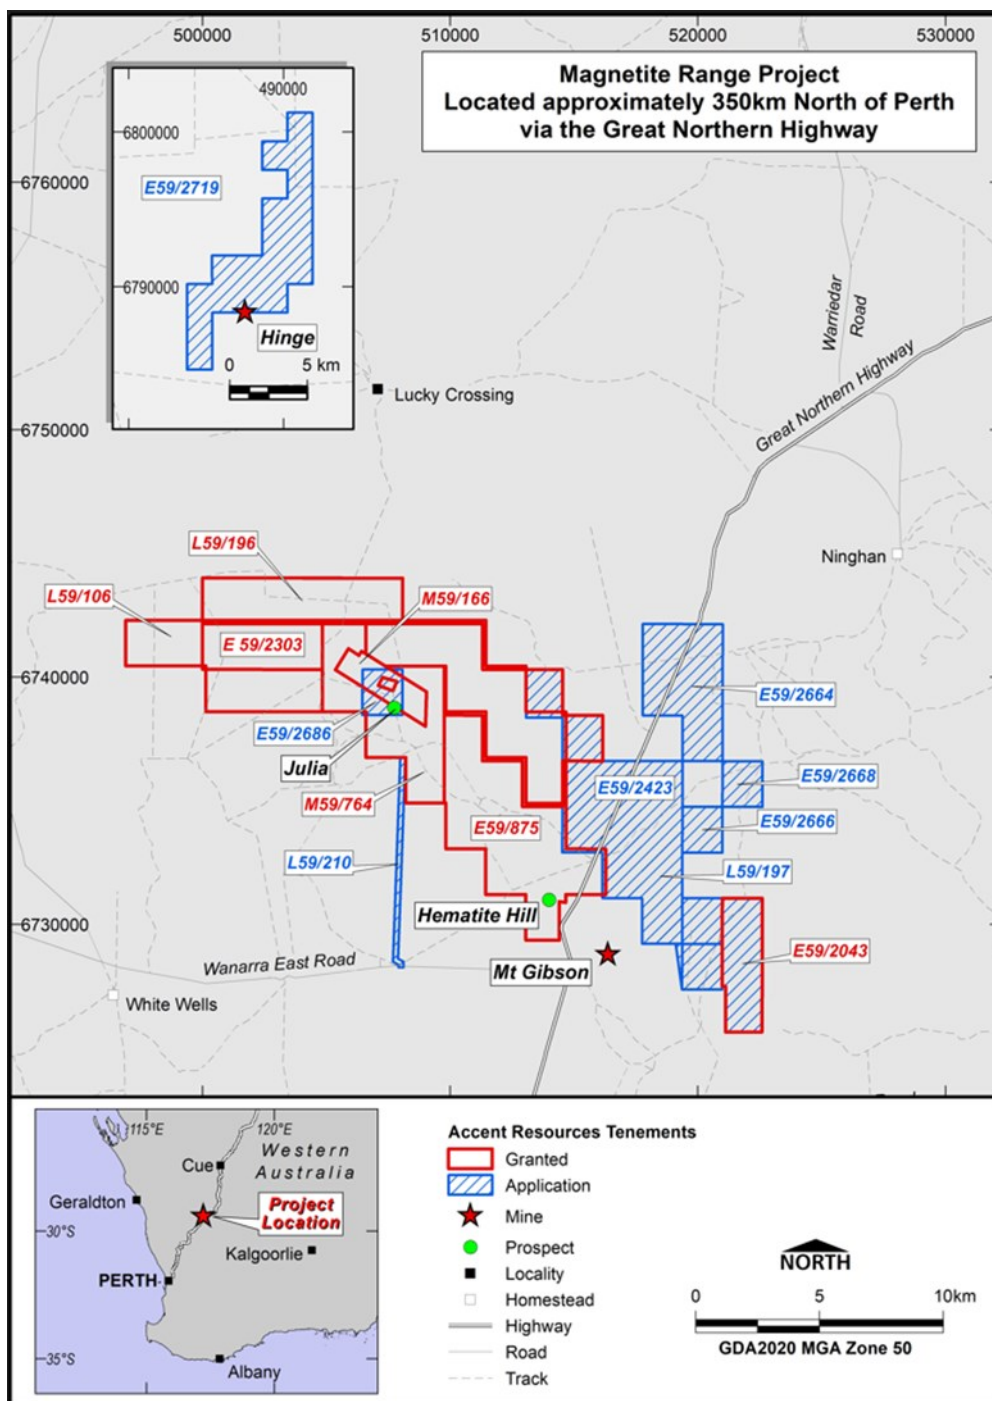 500000
510000
520000
530000
Magnetite Range Project
Located approximately 350km North of Perth
via the Great Northern Highway
490000
6800000
E59/2719
6790000
Hinge
0
5 km
6760000
6750000
6740000
6730000
Warriedar
Road
Great Northern Highway
Lucky Crossing
Ninghan
L59/196
L59/106
M59/166
E 59/2303
E59/2664
E59/2686
Julia
E59/2668
E59/2423
M59/764
E59/875
E59/2666
L59/210
L59/197
Hematite Hill
E59/2043
Mt Gibson
Wanarra East Road
White Wells
115°E
120°E
Western
Australia
Cue
Geraldton
Project
Location
30°S
Kalgoorlie
PERTH
35°S
Albany
Accent Resources Tenements
Granted
Application
Mine
Prospect
Locality
Homestead
Highway
Road
Track
NORTH
0
5
10km
GDA2020 MGA Zone 50